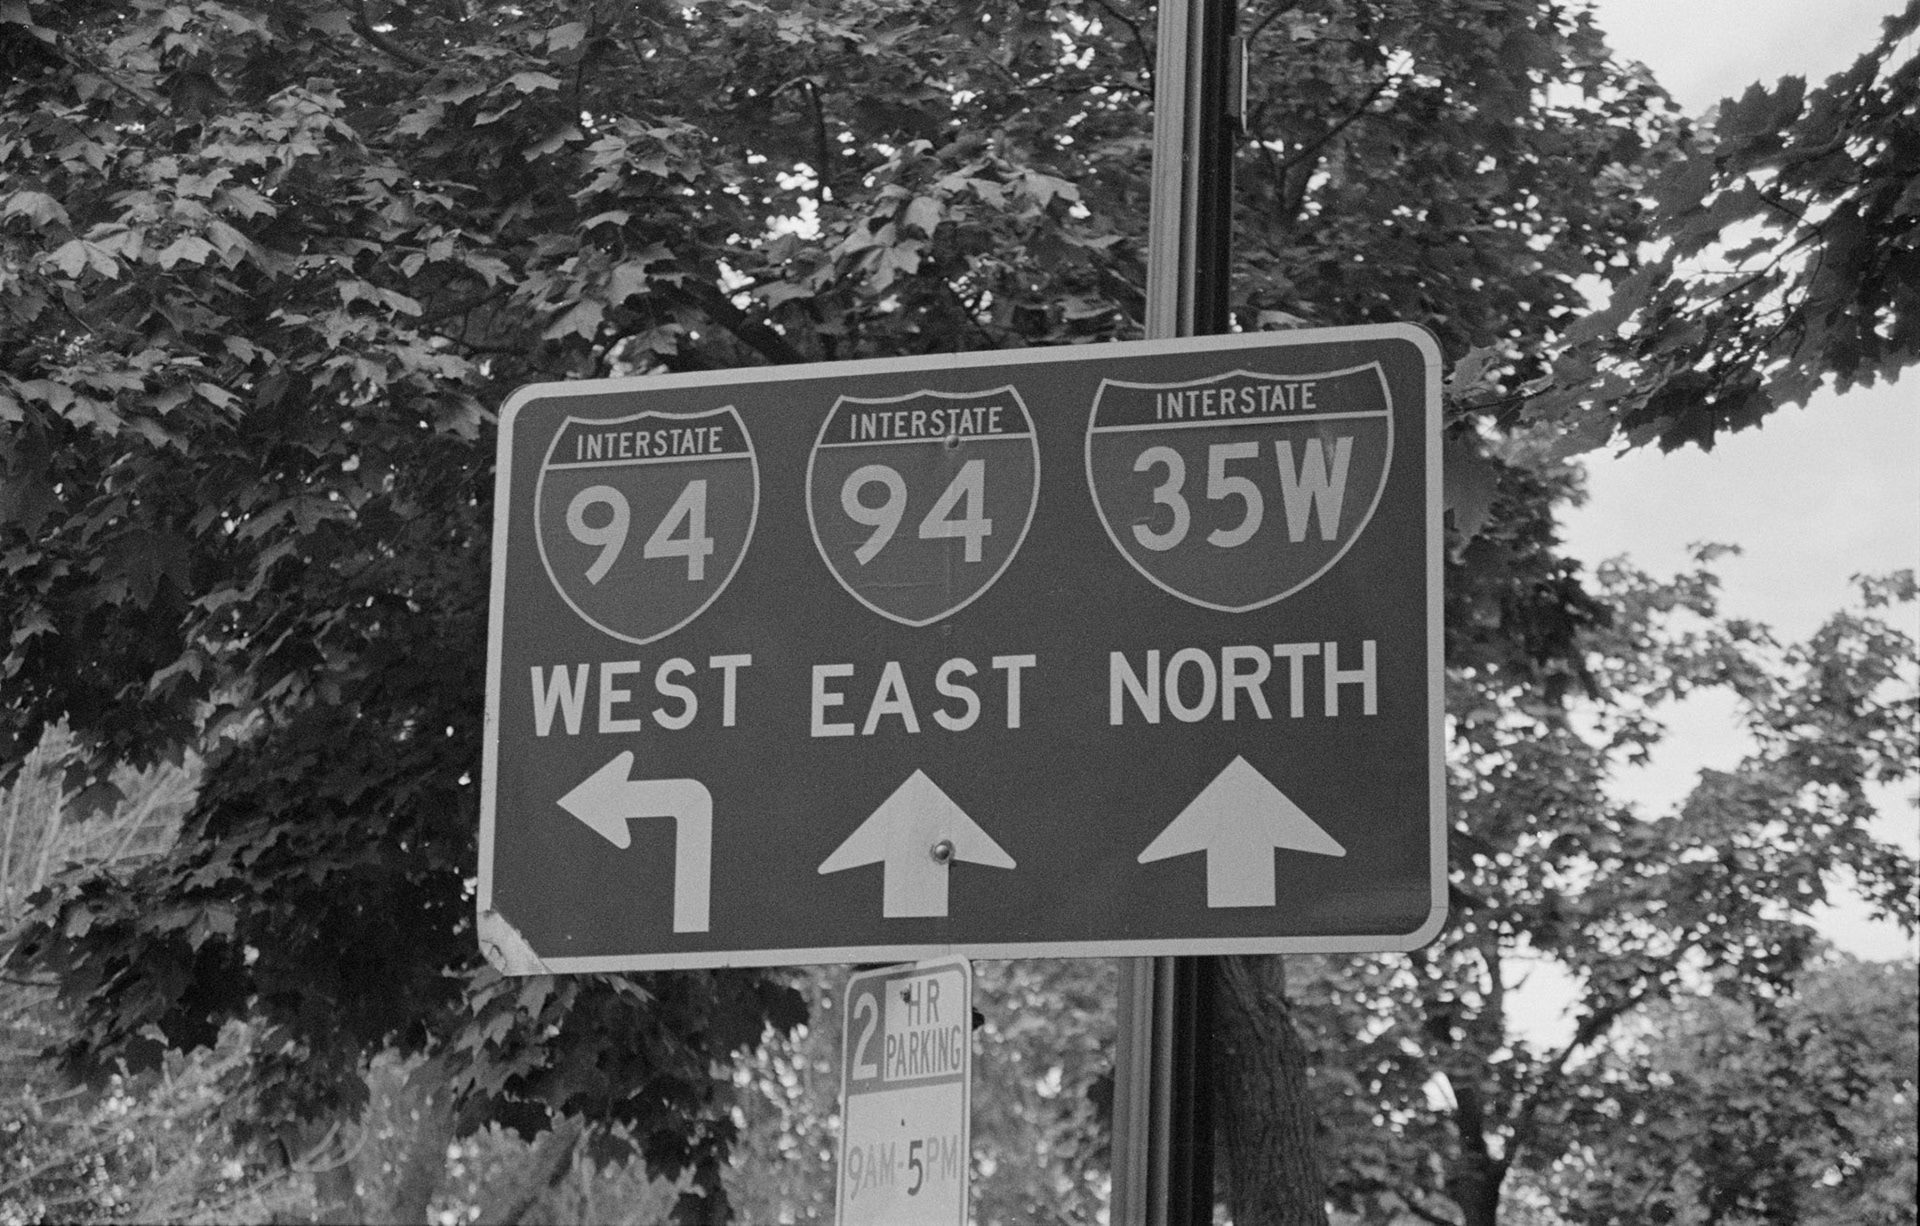 INTERSTATE INTERSTATE INTERSTATE
94 94 35W
WEST EAST NORTH
2 HR
PARKING
9AM-5PM